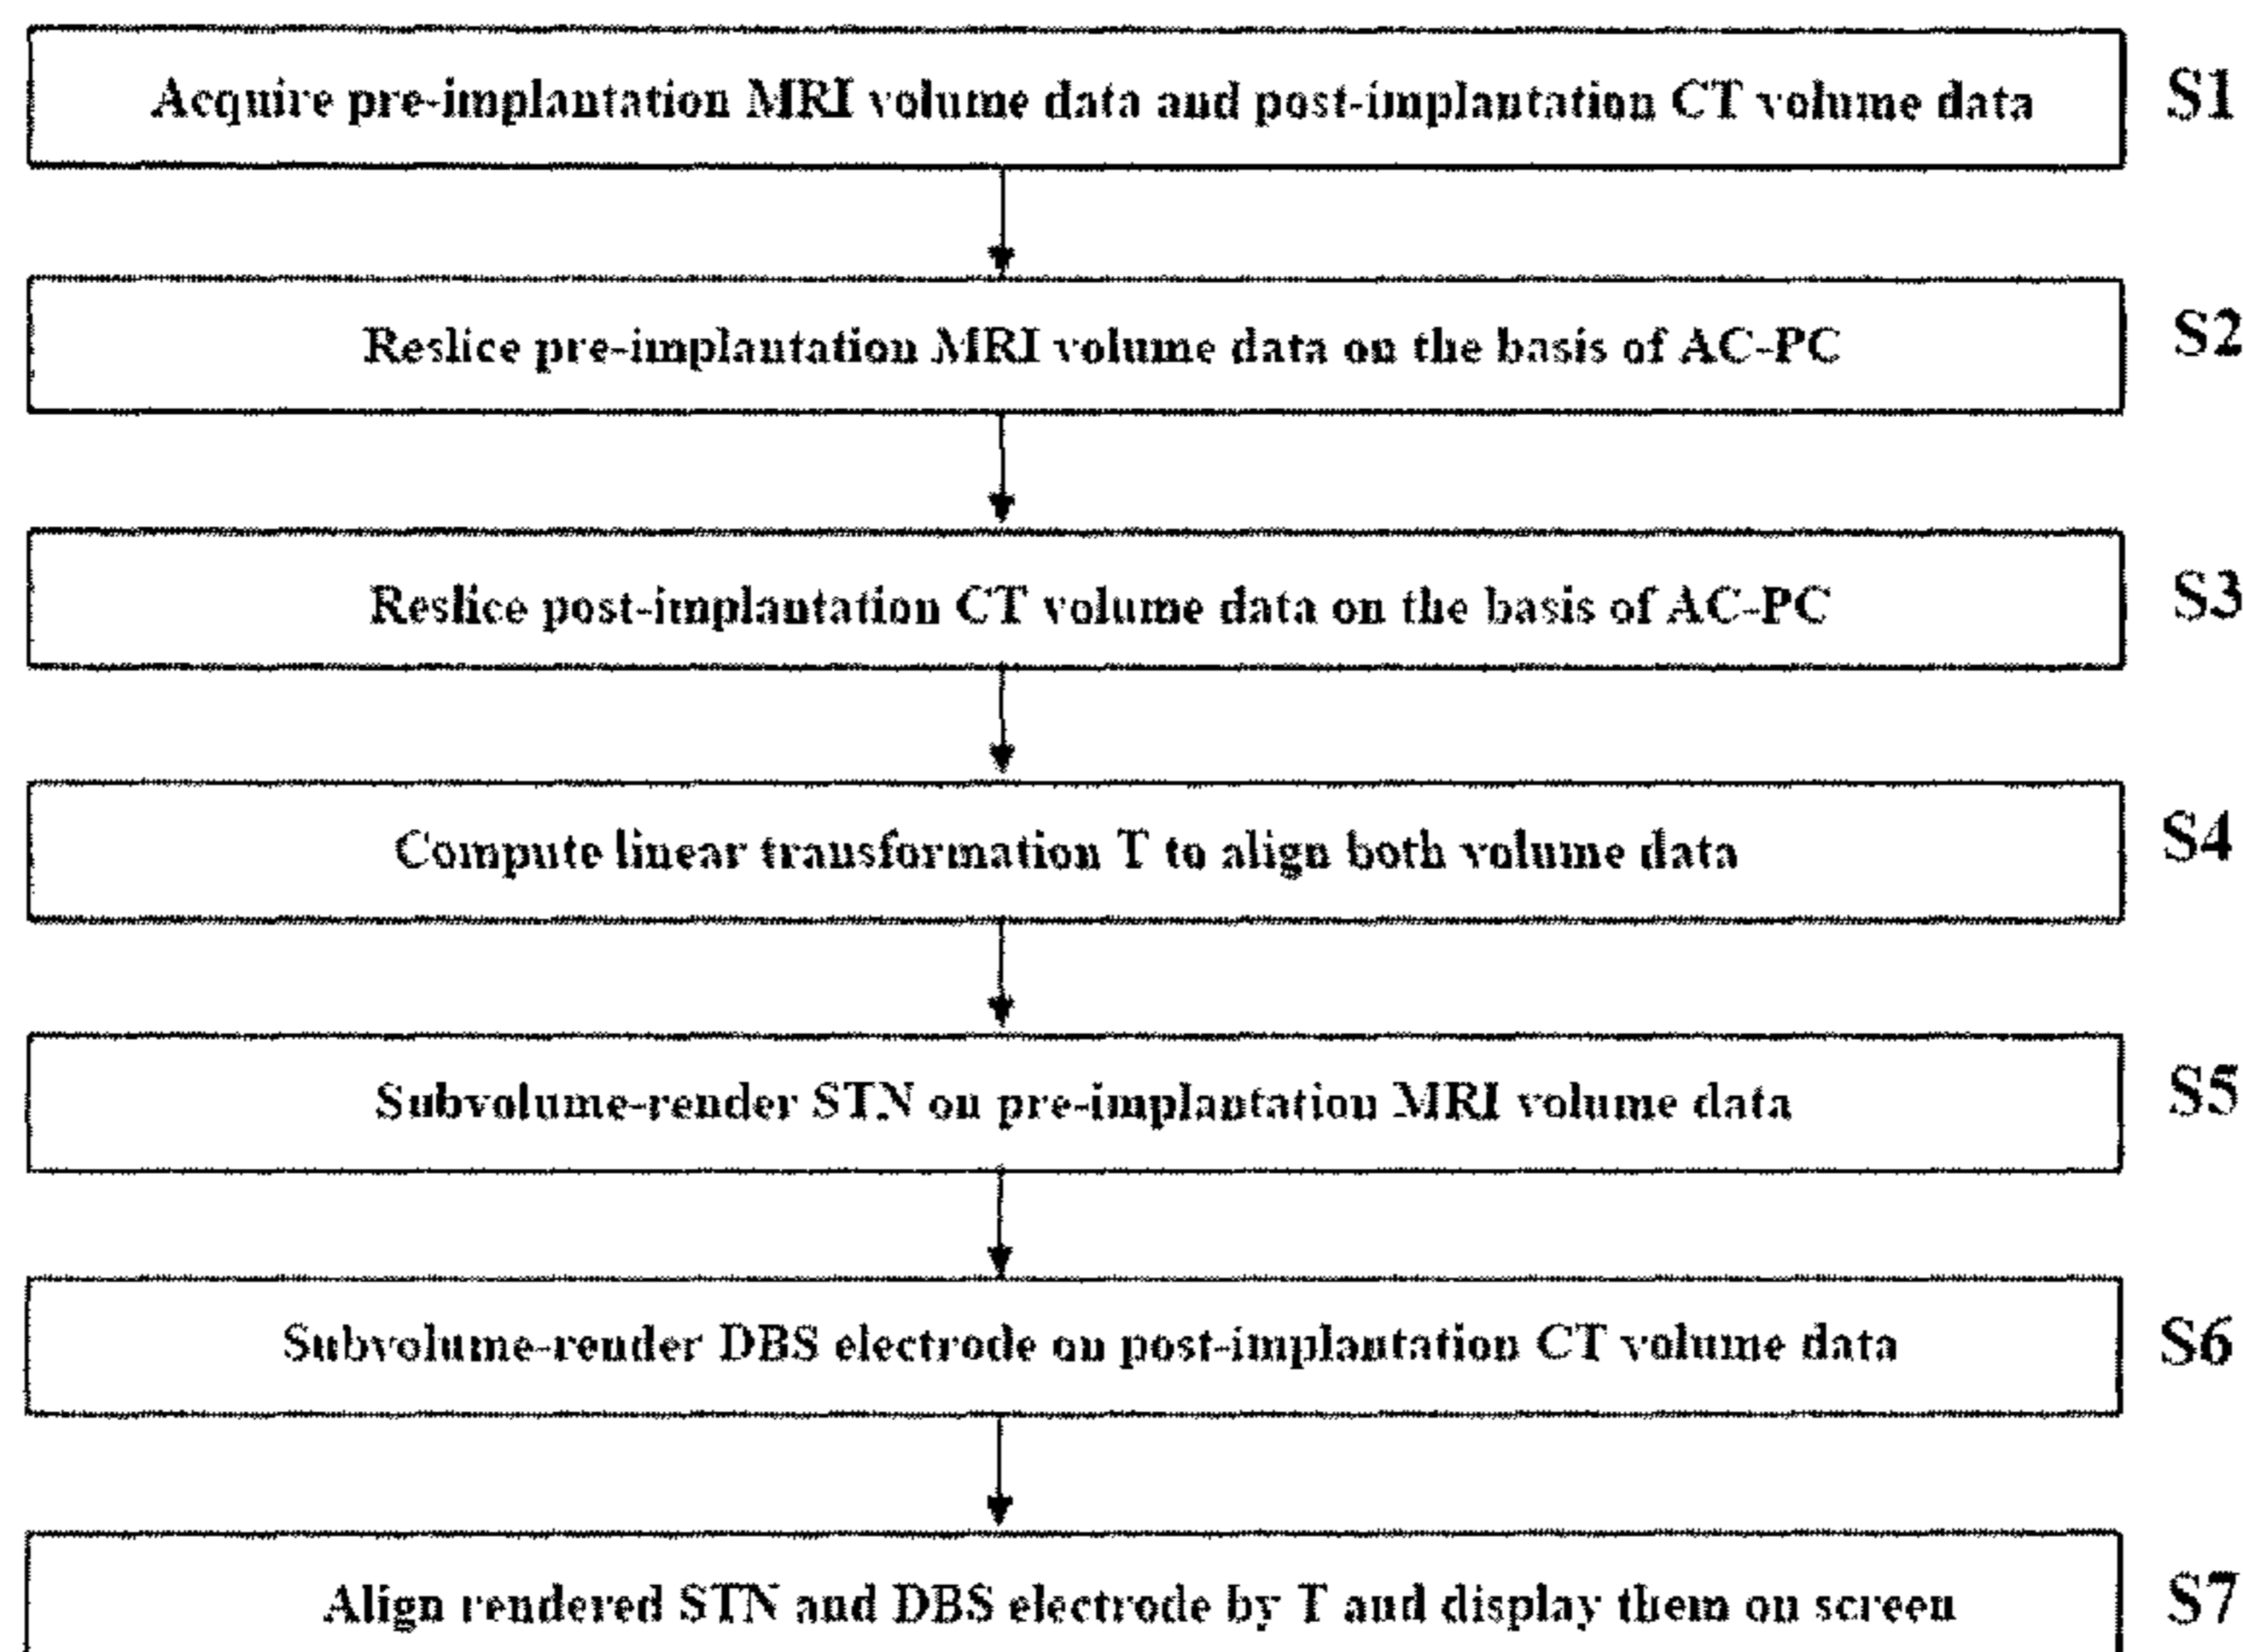 Acquire pre-implantation MRI volume data and post-implantation CT volume data S1
Reslice pre-implantation MRI volume data on the basis of AC-PC S2
Reslice post-implantation CT volume data on the basis of AC-PC S3
Compute linear transformation T to align both volume data S4
Subvolume-render STN on pre-implantation MRI volume data S5
Subvolume-render DBS electrode on post-implantation CT volume data S6
Align rendered STN and DBS electrode by T and display them on screen S7